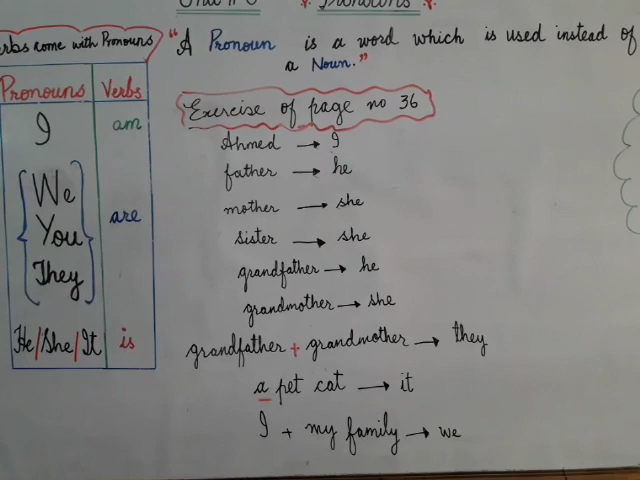 Pronouns
Verbs come with Pronouns
Pronouns Verbs
I am
We
You are
They
He/She/It is
"A Pronoun is a word which is used instead of
a Noun."
Exercise of page no 36
Ahmed → I
father → he
mother → she
sister → she
grandfather → he
grandmother → she
grandfather + grandmother → they
a pet cat → it
I + my family → we